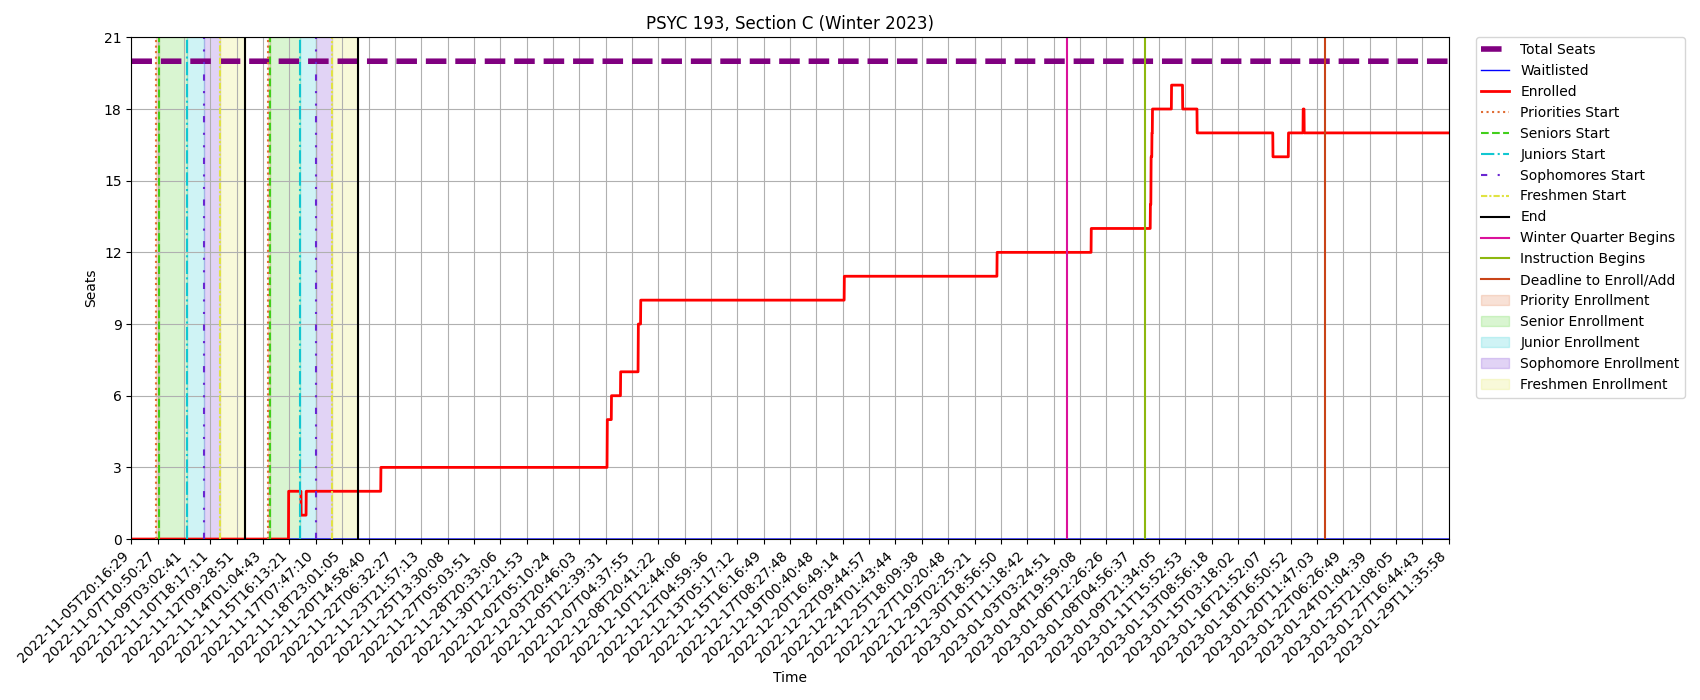 PSYC 193, Section C (Winter 2023)
21
18
15
12
9
6
3
0
Seats
2022-11-05T20:16:29
2022-11-07T10:50:27
2022-11-09T03:02:41
2022-11-10T18:17:11
2022-11-12T09:28:51
2022-11-14T01:04:43
2022-11-15T16:13:21
2022-11-17T07:47:10
2022-11-18T23:01:05
2022-11-20T14:58:40
2022-11-22T06:32:27
2022-11-23T21:57:13
2022-11-25T13:30:08
2022-11-27T05:03:51
2022-11-28T20:33:06
2022-11-30T12:21:53
2022-12-02T05:10:24
2022-12-03T20:46:03
2022-12-05T12:39:31
2022-12-07T04:37:55
2022-12-08T20:41:22
2022-12-10T12:44:06
2022-12-12T04:59:36
2022-12-13T05:17:12
2022-12-15T16:16:49
2022-12-17T08:27:48
2022-12-19T00:40:48
2022-12-20T16:49:14
2022-12-22T09:44:57
2022-12-24T01:43:44
2022-12-25T18:09:38
2022-12-27T10:20:48
2022-12-29T02:25:21
2022-12-30T18:56:50
2023-01-01T11:18:42
2023-01-03T03:24:51
2023-01-04T19:59:08
2023-01-06T12:26:26
2023-01-08T04:56:37
2023-01-09T21:34:05
2023-01-11T15:52:53
2023-01-13T08:56:18
2023-01-15T03:18:02
2023-01-16T21:52:07
2023-01-18T16:50:52
2023-01-20T11:47:03
2023-01-22T06:26:49
2023-01-24T01:04:39
2023-01-25T21:08:05
2023-01-27T16:44:43
2023-01-29T11:35:58
Time
Total Seats
Waitlisted
Enrolled
Priorities Start
Seniors Start
Juniors Start
Sophomores Start
Freshmen Start
End
Winter Quarter Begins
Instruction Begins
Deadline to Enroll/Add
Priority Enrollment
Senior Enrollment
Junior Enrollment
Sophomore Enrollment
Freshmen Enrollment